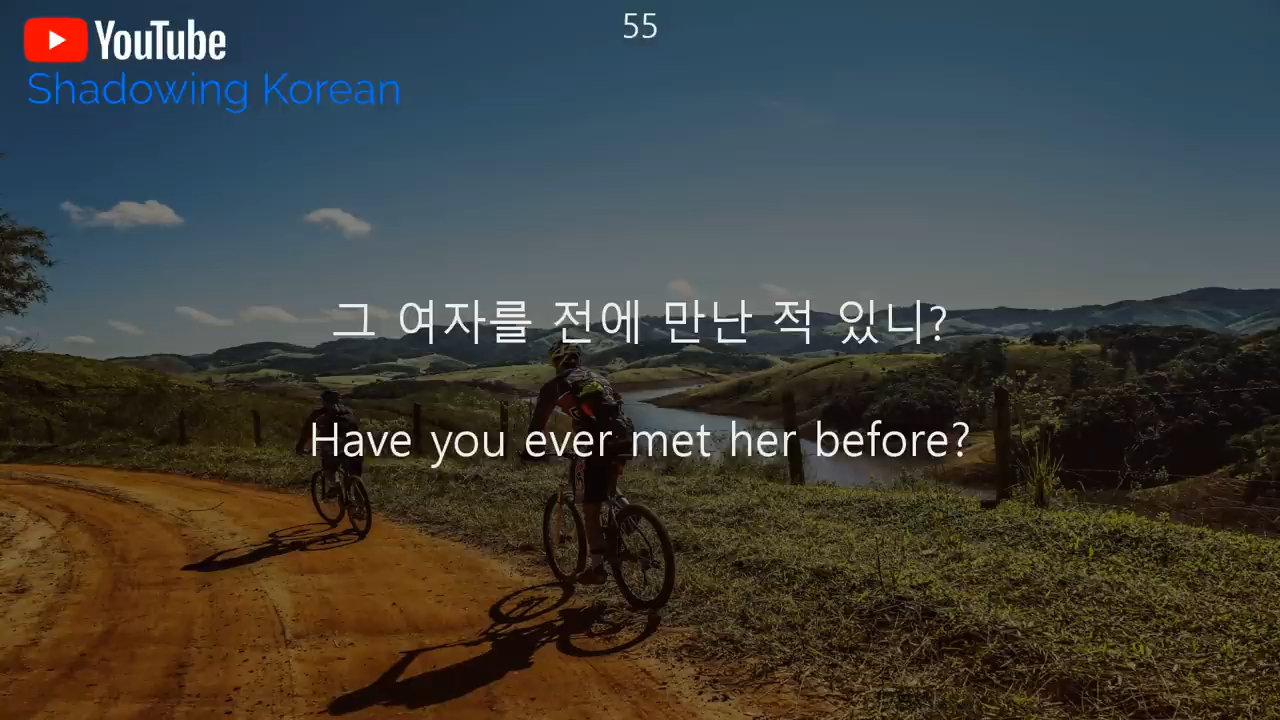 55
YouTube
Shadowing Korean
그 여자를 전에 만난 적 있니?
Have you ever met her before?